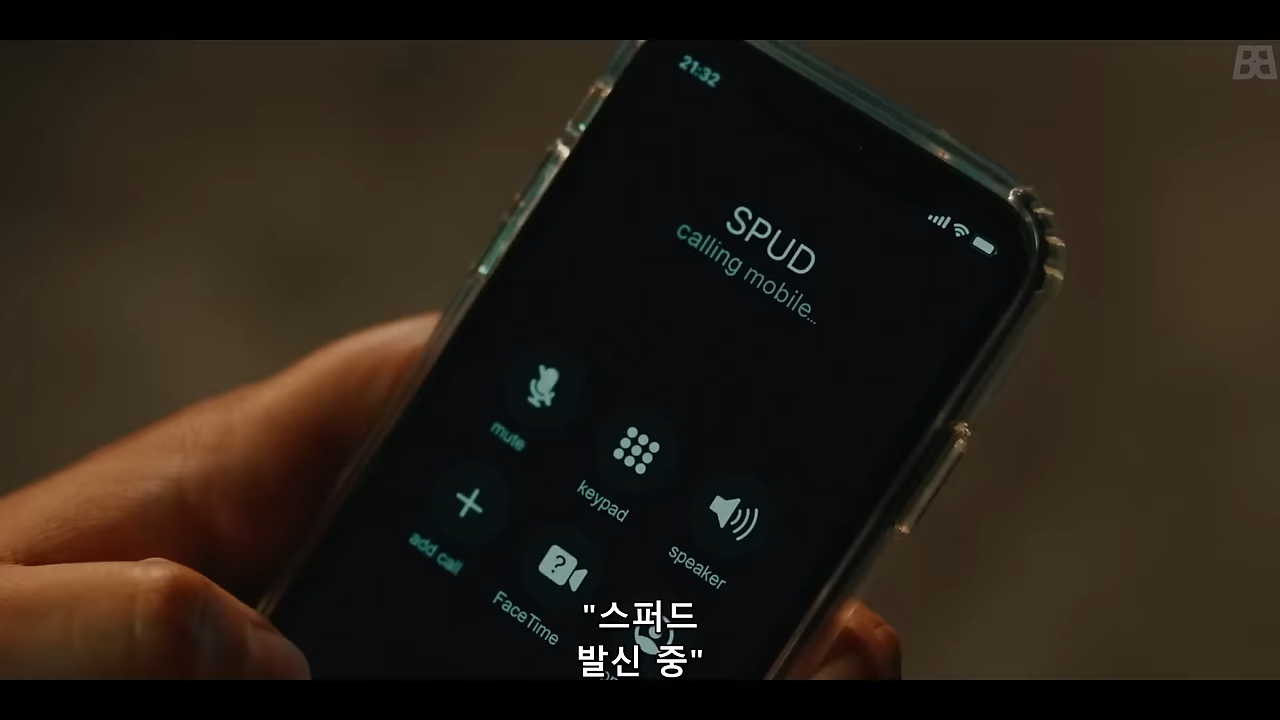 21:32
SPUD
calling mobile...
mute
keypad
speaker
add call
FaceTime
"스퍼드
발신 중"